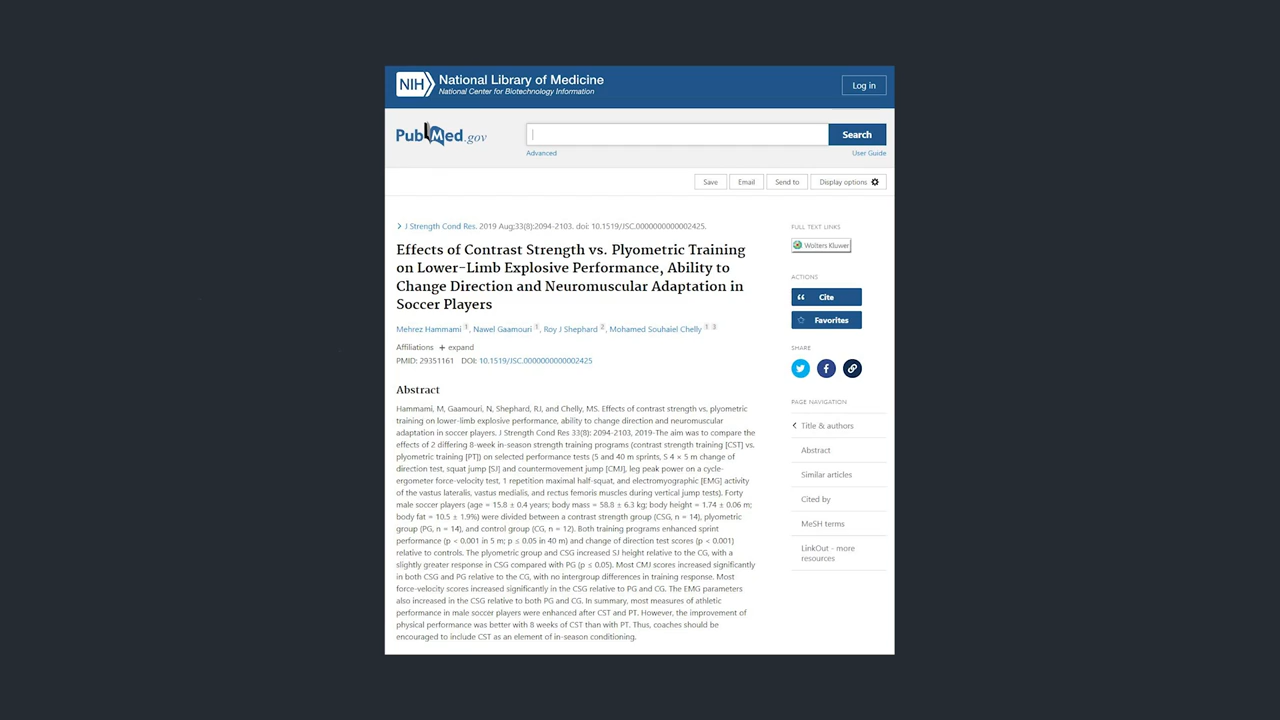 NIH National Library of Medicine
National Center for Biotechnology Information
Log in
PubMed.gov
Search
Advanced
User Guide
Save
Email
Send to
Display options
> J Strength Cond Res. 2019 Aug;33(8):2094-2103. doi: 10.1519/JSC.0000000000002425.
Effects of Contrast Strength vs. Plyometric Training
on Lower-Limb Explosive Performance, Ability to
Change Direction and Neuromuscular Adaptation in
Soccer Players
Mehrez Hammami 1, Nawel Gaamouri 1, Roy J Shephard 2, Mohamed Souhaiel Chelly 1 3
Affiliations + expand
PMID: 29351161 DOI: 10.1519/JSC.0000000000002425
Abstract
Hammami, M, Gaamouri, N, Shephard, RJ, and Chelly, MS. Effects of contrast strength vs. plyometric
training on lower-limb explosive performance, ability to change direction and neuromuscular
adaptation in soccer players. J Strength Cond Res 33(8): 2094-2103, 2019-The aim was to compare the
effects of 2 differing 8-week in-season strength training programs (contrast strength training [CST] vs.
plyometric training [PT]) on selected performance tests (5 and 40 m sprints, S 4 × 5 m change of
direction test, squat jump [SJ] and countermovement jump [CMJ], leg peak power on a cycle-
ergometer force-velocity test, 1 repetition maximal half-squat, and electromyographic [EMG] activity
of the vastus lateralis, vastus medialis, and rectus femoris muscles during vertical jump tests). Forty
male soccer players (age = 15.8 ± 0.4 years; body mass = 58.8 ± 6.3 kg; body height = 1.74 ± 0.06 m;
body fat = 10.5 ± 1.9%) were divided between a contrast strength group (CSG, n = 14), plyometric
group (PG, n = 14), and control group (CG, n = 12). Both training programs enhanced sprint
performance (p < 0.001 in 5 m; p ≤ 0.05 in 40 m) and change of direction test scores (p < 0.001)
relative to controls. The plyometric group and CSG increased SJ height relative to the CG, with a
slightly greater response in CSG compared with PG (p ≤ 0.05). Most CMJ scores increased significantly
in both CSG and PG relative to the CG, with no intergroup differences in training response. Most
force-velocity scores increased significantly in the CSG relative to PG and CG. The EMG parameters
also increased in the CSG relative to both PG and CG. In summary, most measures of athletic
performance in male soccer players were enhanced after CST and PT. However, the improvement of
physical performance was better with 8 weeks of CST than with PT. Thus, coaches should be
encouraged to include CST as an element of in-season conditioning.
FULL TEXT LINKS
Wolters Kluwer
ACTIONS
Cite
Favorites
SHARE
PAGE NAVIGATION
Title & authors
Abstract
Similar articles
Cited by
MeSH terms
LinkOut - more
resources